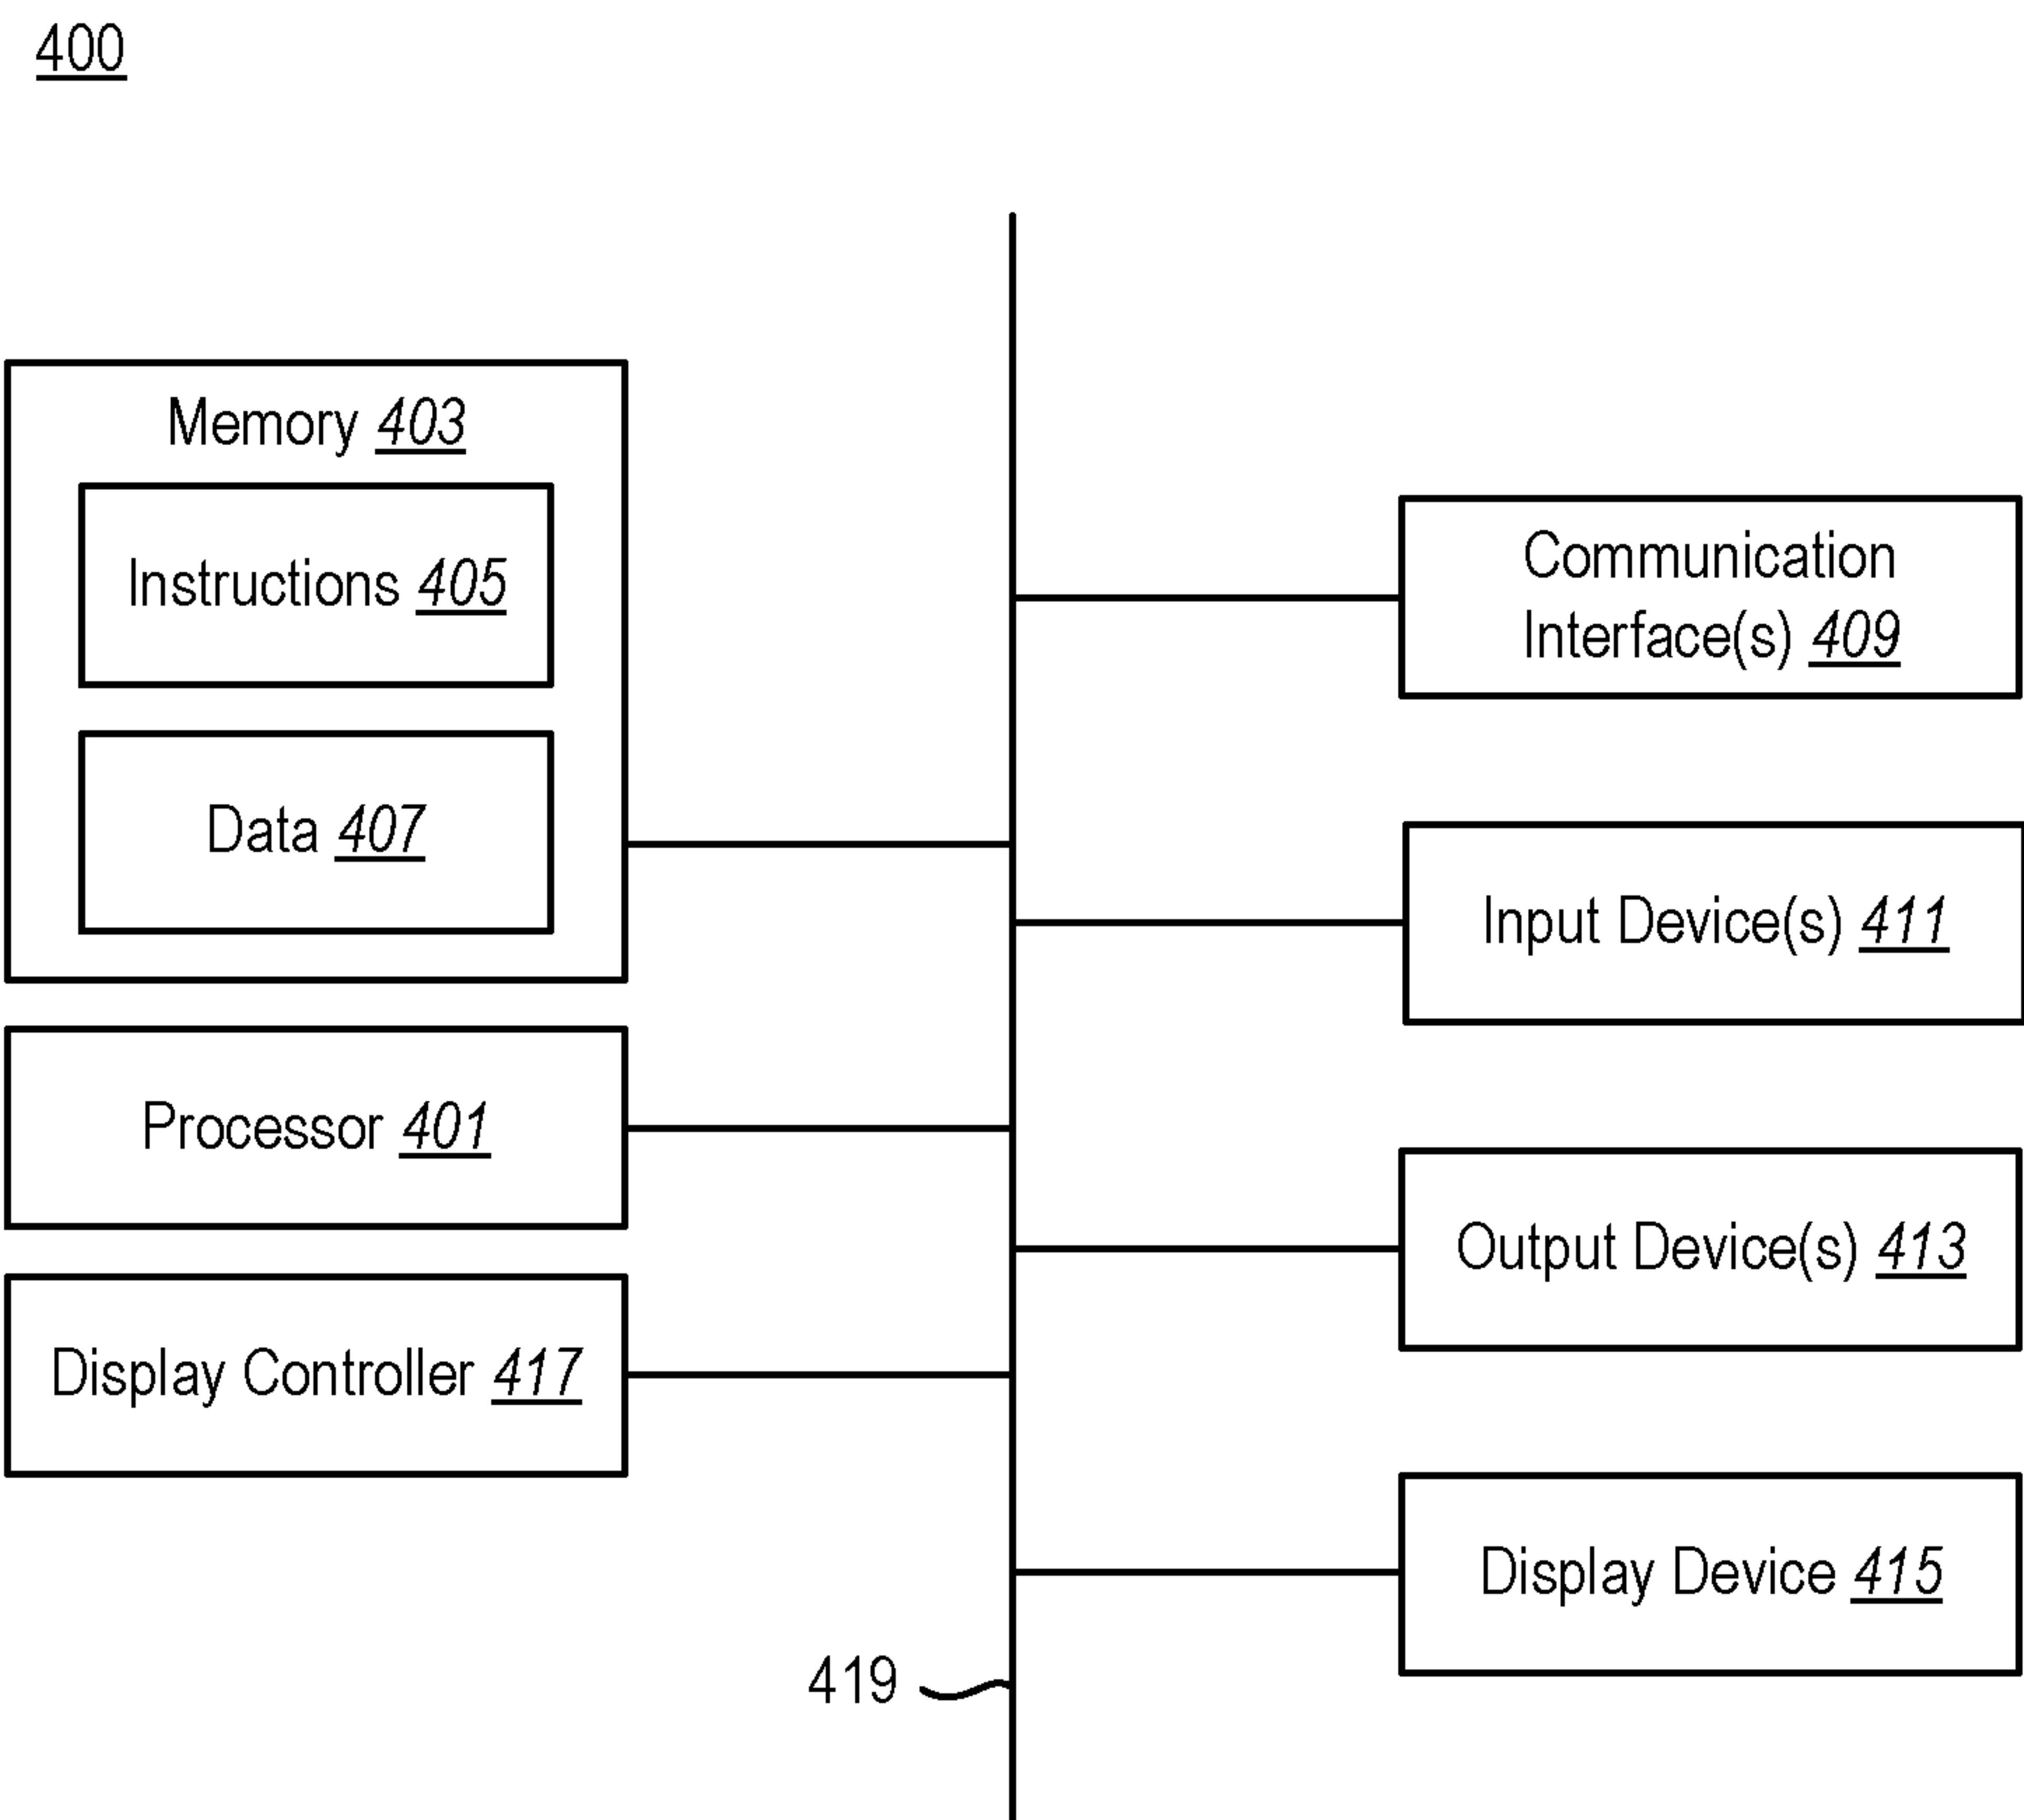 400
Memory 403
Instructions 405
Data 407
Processor 401
Display Controller 417
Communication
Interface(s) 409
Input Device(s) 411
Output Device(s) 413
Display Device 415
419